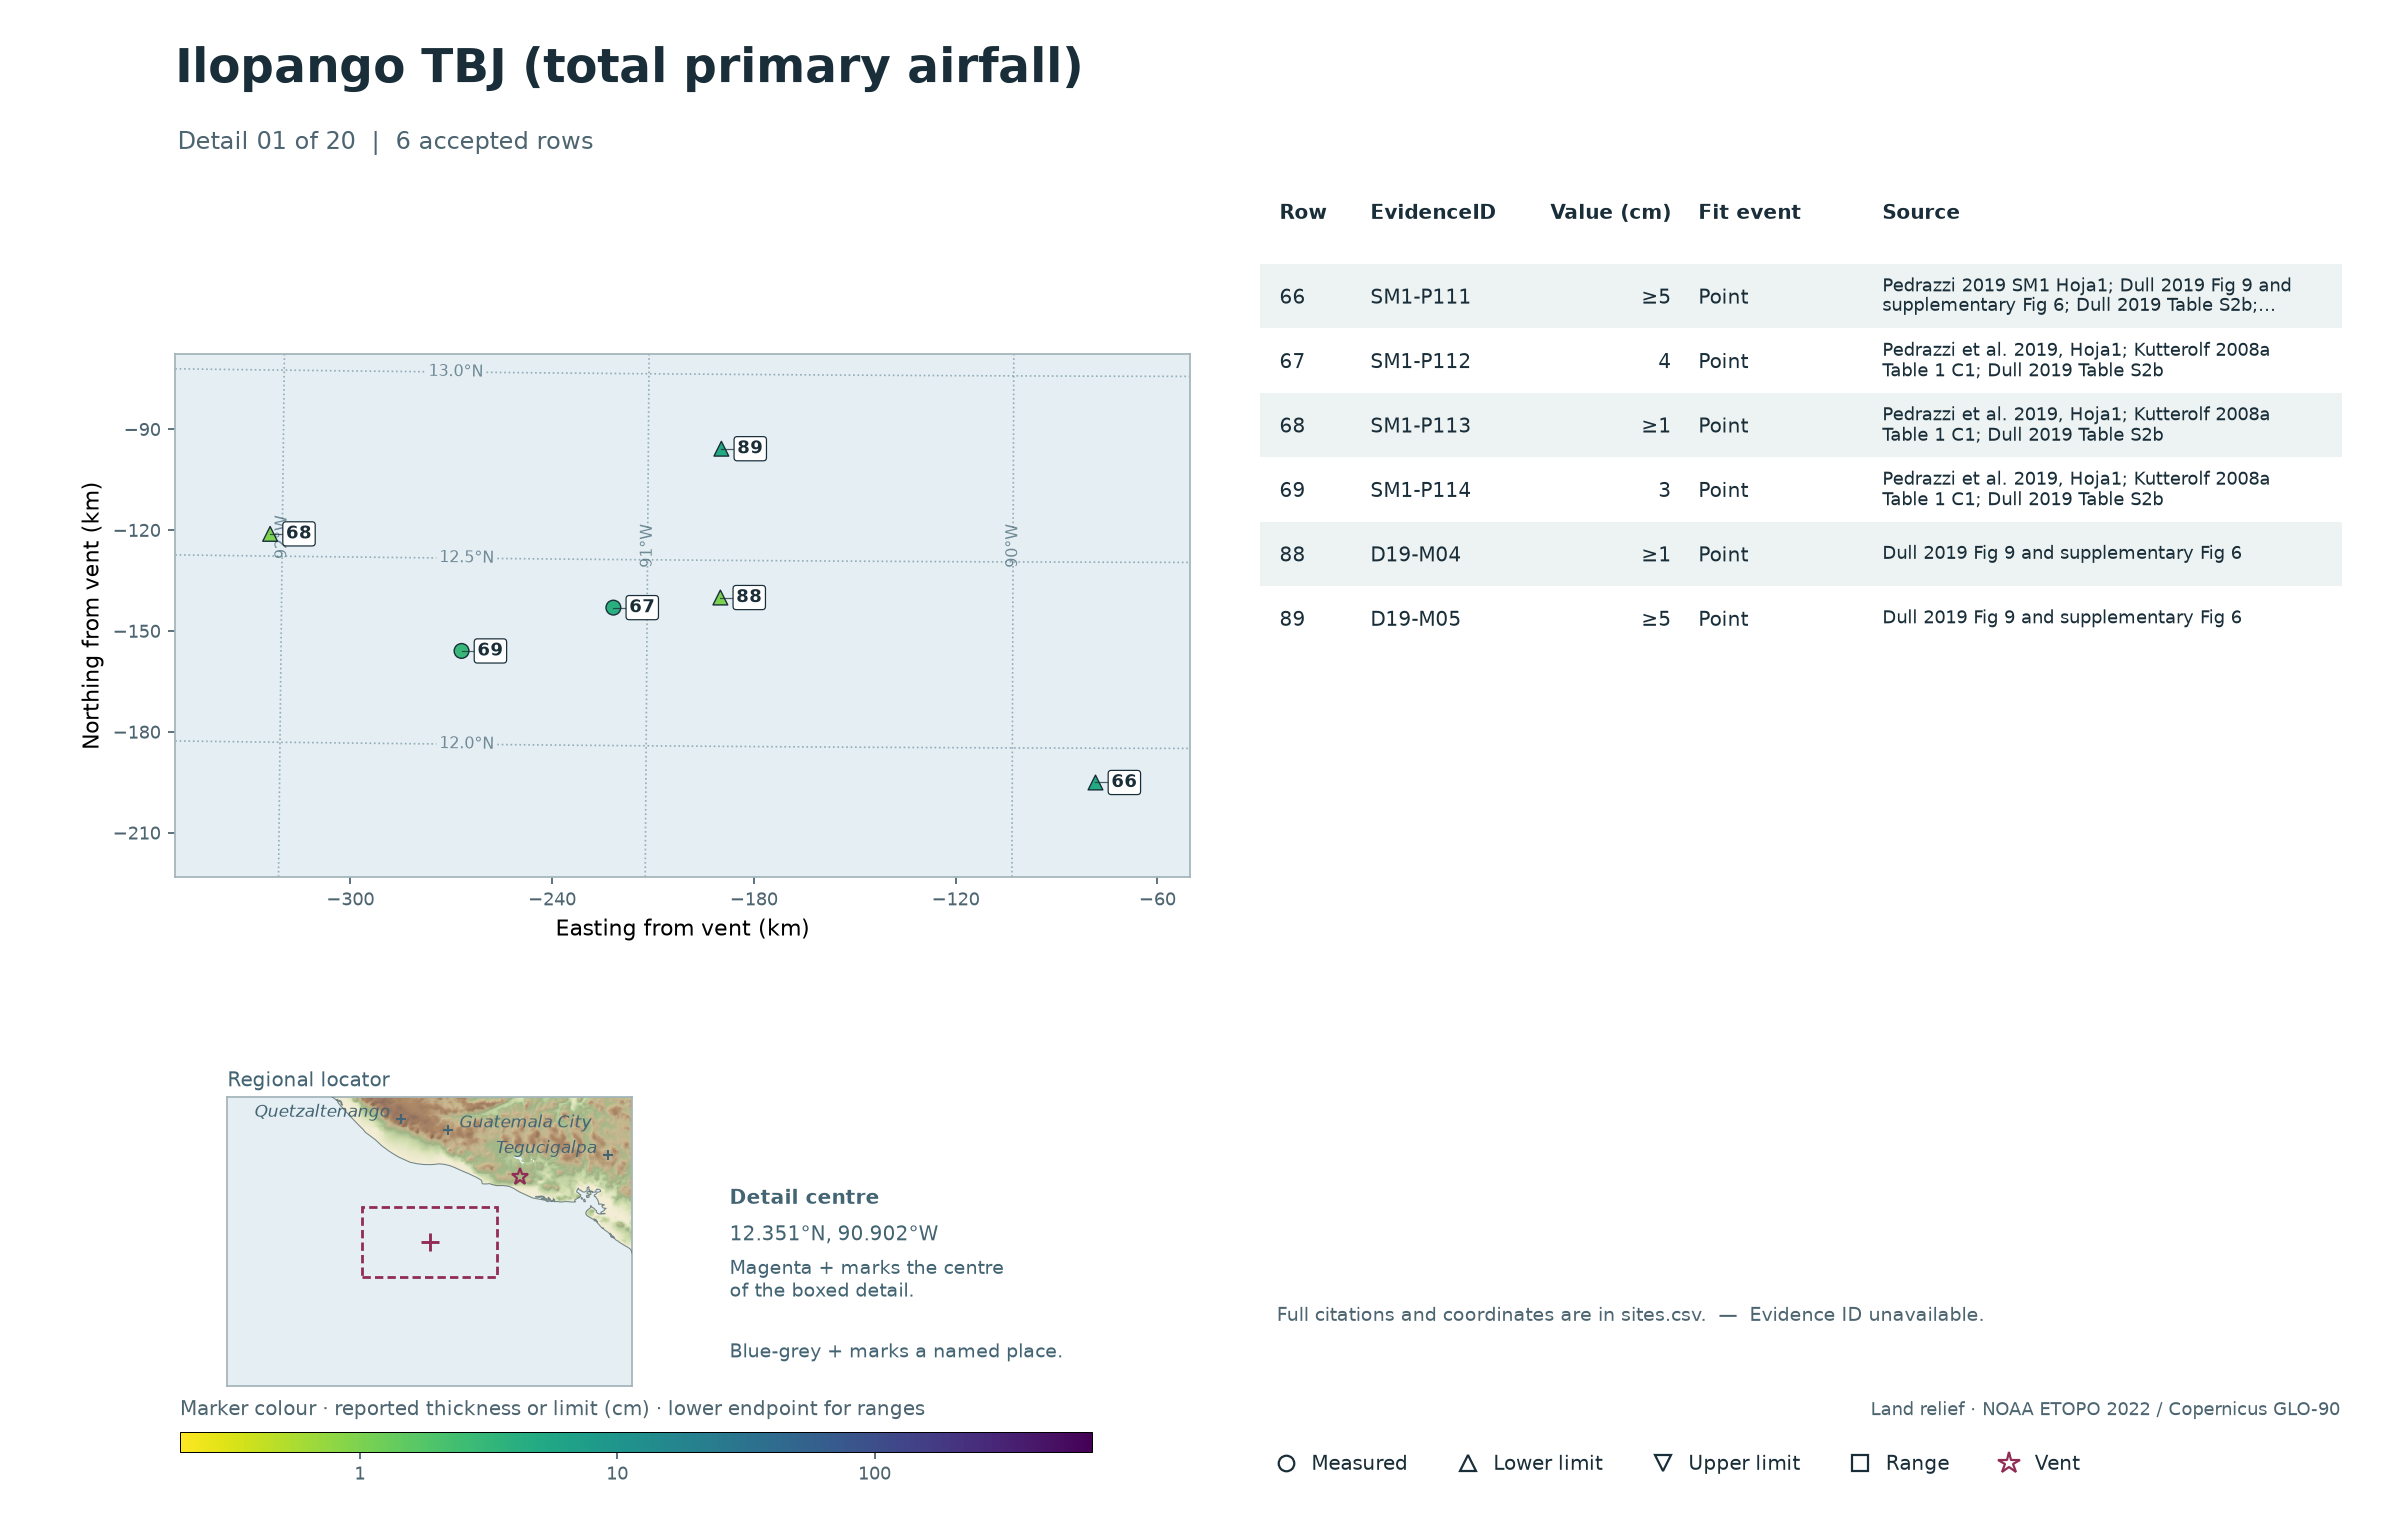 Ilopango TBJ (total primary airfall)
Detail 01 of 20 | 6 accepted rows
Row EvidenceID Value (cm) Fit event Source
66 SM1-P111 ≥5 Point Pedrazzi 2019 SM1 Hoja1; Dull 2019 Fig 9 and
supplementary Fig 6; Dull 2019 Table S2b;...
67 SM1-P112 4 Point Pedrazzi et al. 2019, Hoja1; Kutterolf 2008a
Table 1 C1; Dull 2019 Table S2b
68 SM1-P113 ≥1 Point Pedrazzi et al. 2019, Hoja1; Kutterolf 2008a
Table 1 C1; Dull 2019 Table S2b
69 SM1-P114 3 Point Pedrazzi et al. 2019, Hoja1; Kutterolf 2008a
Table 1 C1; Dull 2019 Table S2b
88 D19-M04 ≥1 Point Dull 2019 Fig 9 and supplementary Fig 6
89 D19-M05 ≥5 Point Dull 2019 Fig 9 and supplementary Fig 6
Northing from vent (km)
−90
−120
−150
−180
−210
13.0°N
12.5°N
12.0°N
91°W
90°W
89
68
67
88
69
66
−300 −240 −180 −120 −60
Easting from vent (km)
Regional locator
Quetzaltenango
Guatemala City
Tegucigalpa
Detail centre
12.351°N, 90.902°W
Magenta + marks the centre
of the boxed detail.
Blue-grey + marks a named place.
Full citations and coordinates are in sites.csv. — Evidence ID unavailable.
Marker colour · reported thickness or limit (cm) · lower endpoint for ranges
1 10 100
Land relief · NOAA ETOPO 2022 / Copernicus GLO-90
Measured Lower limit Upper limit Range Vent